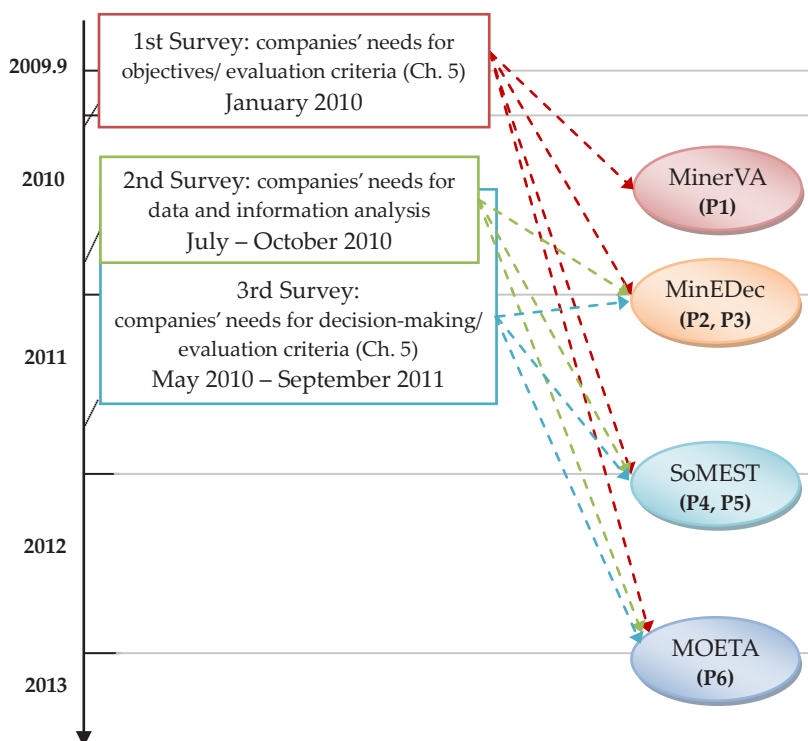 1st Survey: companies’ needs for
objectives/ evaluation criteria (Ch. 5)
January 2010
2009.9
2010
2nd Survey: companies’ needs for
data and information analysis
July – October 2010
MinerVA
(P1)
3rd Survey:
companies’ needs for decision-making/
evaluation criteria (Ch. 5)
May 2010 – September 2011
MinEDec
(P2, P3)
2011
SoMEST
(P4, P5)
2012
MOETA
(P6)
2013